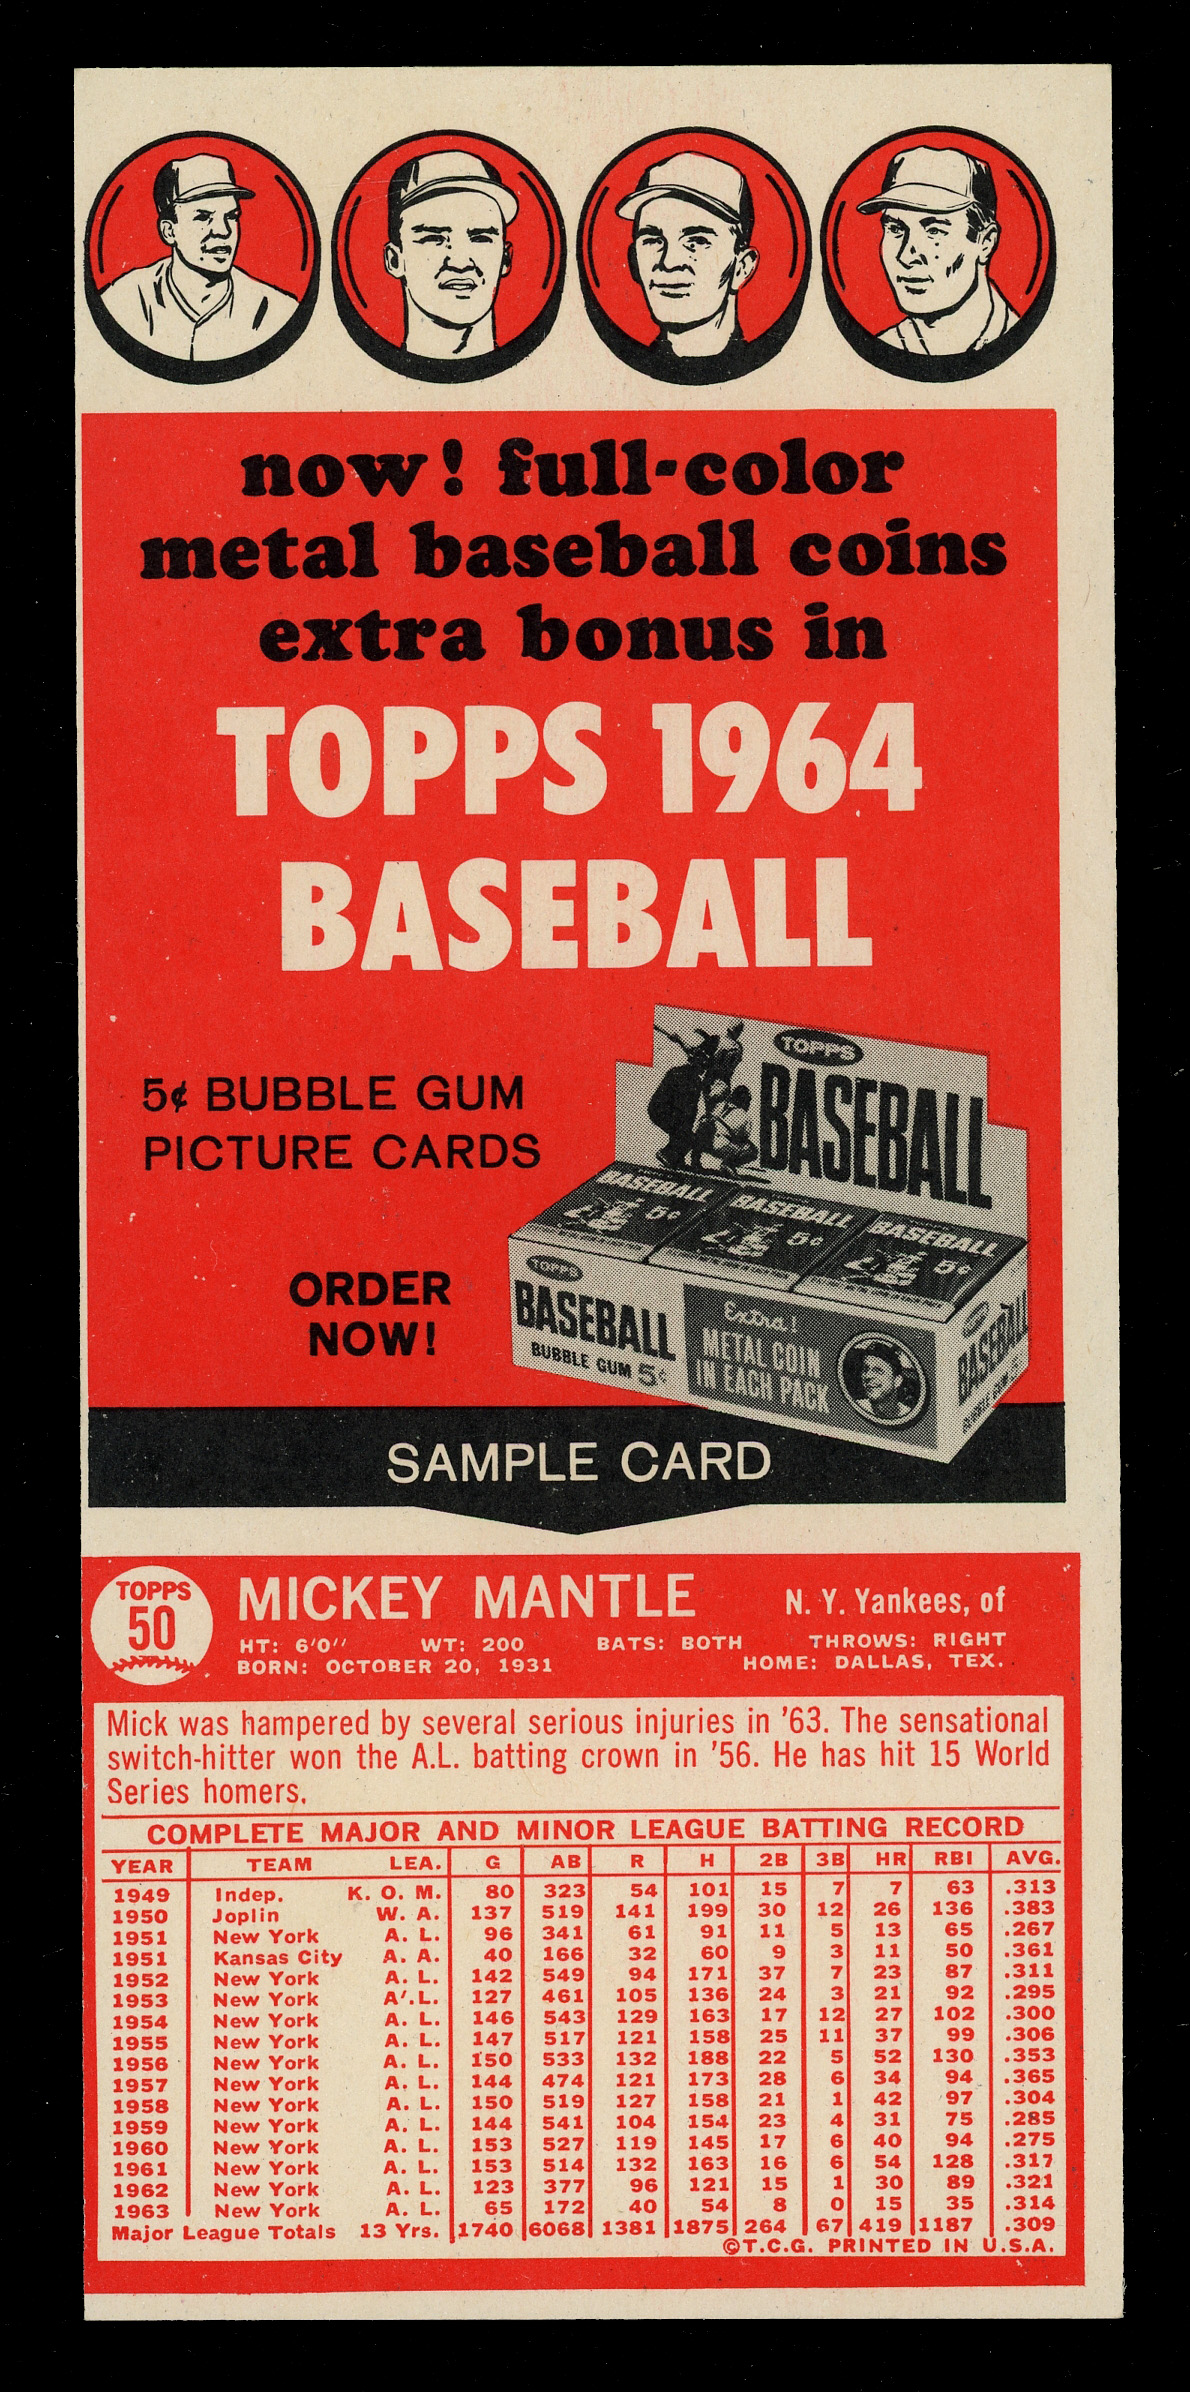 now! full-color
metal baseball coins
extra bonus in
TOPPS 1964
BASEBALL
5¢ BUBBLE GUM
PICTURE CARDS
ORDER
NOW!
TOPPS
BASEBALL
BASEBALL 5¢
BASEBALL 5¢
BASEBALL 5¢
TOPPS
BASEBALL
BUBBLE GUM 5¢
Extra!
METAL COIN
IN EACH PACK
TOPPS
BASEBALL
BUBBLE GUM 5¢
SAMPLE CARD
TOPPS
50
MICKEY MANTLE N. Y. Yankees, of
HT: 6'0" WT: 200 BATS: BOTH THROWS: RIGHT
BORN: OCTOBER 20, 1931 HOME: DALLAS, TEX.
Mick was hampered by several serious injuries in '63. The sensational
switch-hitter won the A.L. batting crown in '56. He has hit 15 World
Series homers.
COMPLETE MAJOR AND MINOR LEAGUE BATTING RECORD
YEAR TEAM LEA. G AB R H 2B 3B HR RBI AVG.
1949 Indep. K. O. M. 80 323 54 101 15 7 7 63 .313
1950 Joplin W. A. 137 519 141 199 30 12 26 136 .383
1951 New York A. L. 96 341 61 91 11 5 13 65 .267
1951 Kansas City A. A. 40 166 32 60 9 3 11 50 .361
1952 New York A. L. 142 549 94 171 37 7 23 87 .311
1953 New York A'.L. 127 461 105 136 24 3 21 92 .295
1954 New York A. L. 146 543 129 163 17 12 27 102 .300
1955 New York A. L. 147 517 121 158 25 11 37 99 .306
1956 New York A. L. 150 533 132 188 22 5 52 130 .353
1957 New York A. L. 144 474 121 173 28 6 34 94 .365
1958 New York A. L. 150 519 127 158 21 1 42 97 .304
1959 New York A. L. 144 541 104 154 23 4 31 75 .285
1960 New York A. L. 153 527 119 145 17 6 40 94 .275
1961 New York A. L. 153 514 132 163 16 6 54 128 .317
1962 New York A. L. 123 377 96 121 15 1 30 89 .321
1963 New York A. L. 65 172 40 54 8 0 15 35 .314
Major League Totals 13 Yrs. 1740 6068 1381 1875 264 67 419 1187 .309
©T.C.G. PRINTED IN U.S.A.